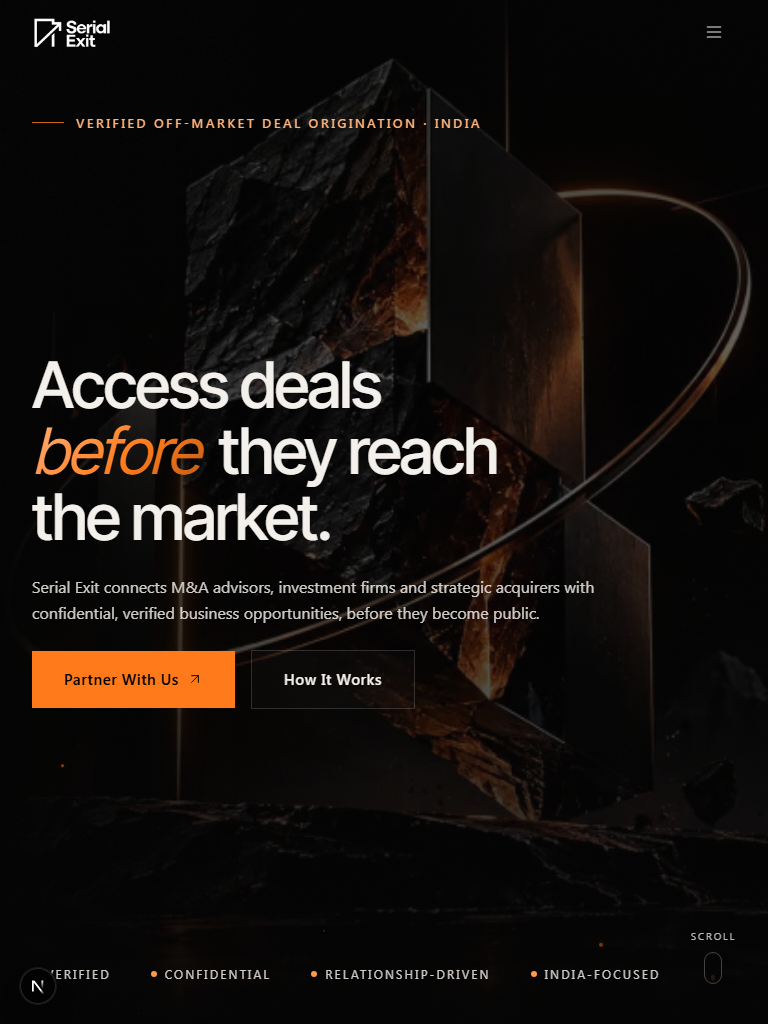 Serial
Exit
VERIFIED OFF-MARKET DEAL ORIGINATION · INDIA
Access deals
before they reach
the market.
Serial Exit connects M&A advisors, investment firms and strategic acquirers with
confidential, verified business opportunities, before they become public.
Partner With Us
How It Works
SCROLL
VERIFIED
CONFIDENTIAL
RELATIONSHIP-DRIVEN
INDIA-FOCUSED
N